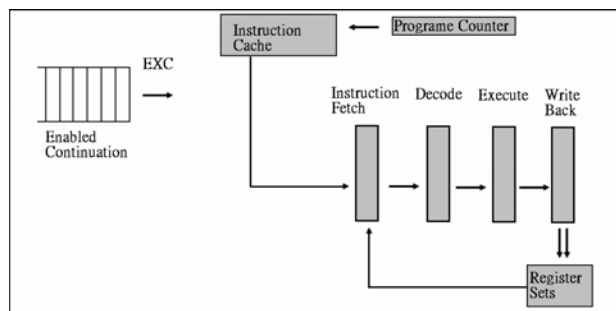 Instruction
Cache
Programe Counter
EXC
Enabled
Continuation
Instruction
Fetch
Decode
Execute
Write
Back
Register
Sets